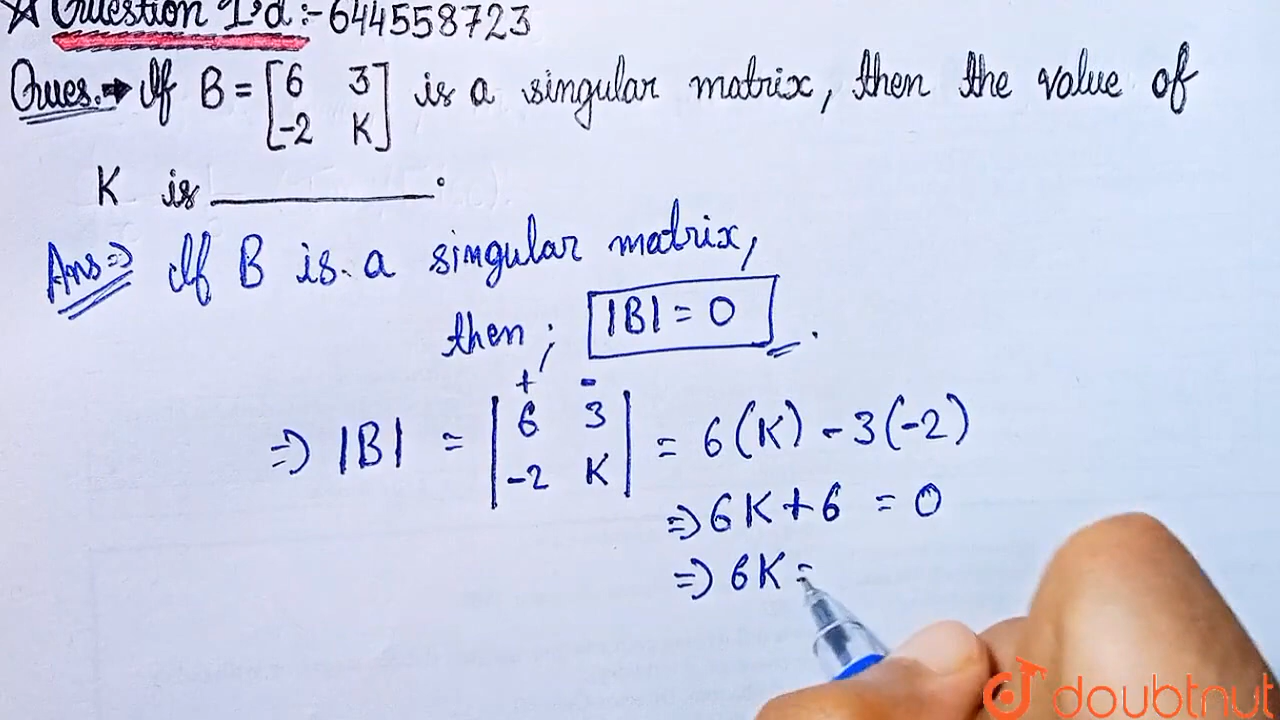 ☆ Question I.d :- 644558723
Ques. → If B = [6 3] is a singular matrix, then the value of
[-2 K]
K is ________.
Ans ⇒ If B is a singular matrix,
then; |B| = 0.
+ -
⇒ |B| = |6 3| = 6(K) - 3(-2)
|-2 K|
⇒ 6K + 6 = 0
⇒ 6K =
doubtnut